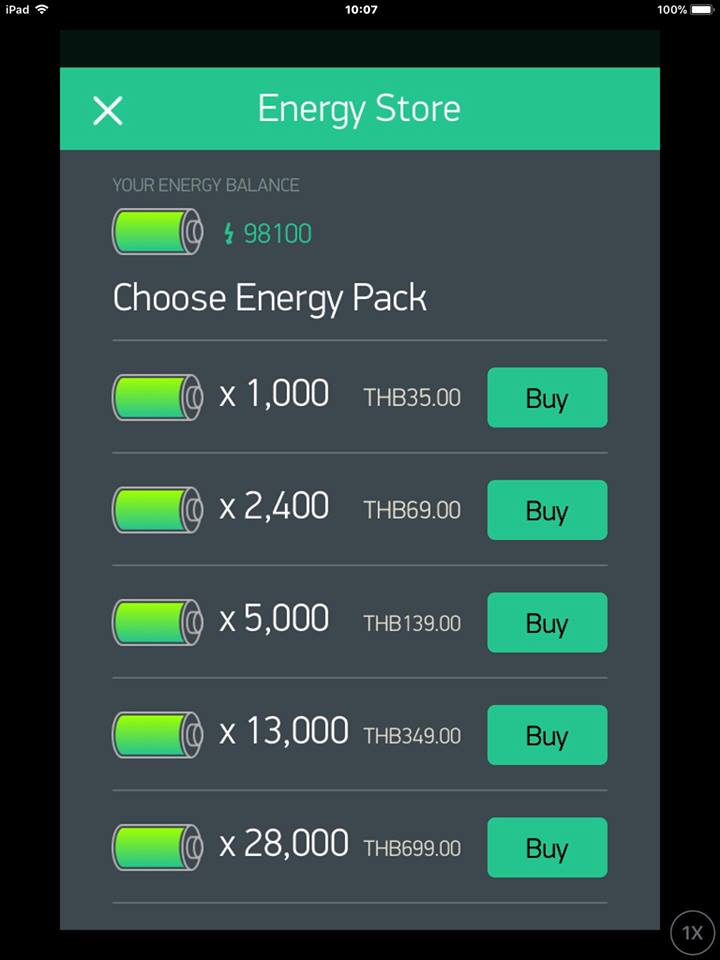 iPad 10:07 100%
Energy Store
YOUR ENERGY BALANCE
98100
Choose Energy Pack
x 1,000 THB35.00 Buy
x 2,400 THB69.00 Buy
x 5,000 THB139.00 Buy
x 13,000 THB349.00 Buy
x 28,000 THB699.00 Buy
1X